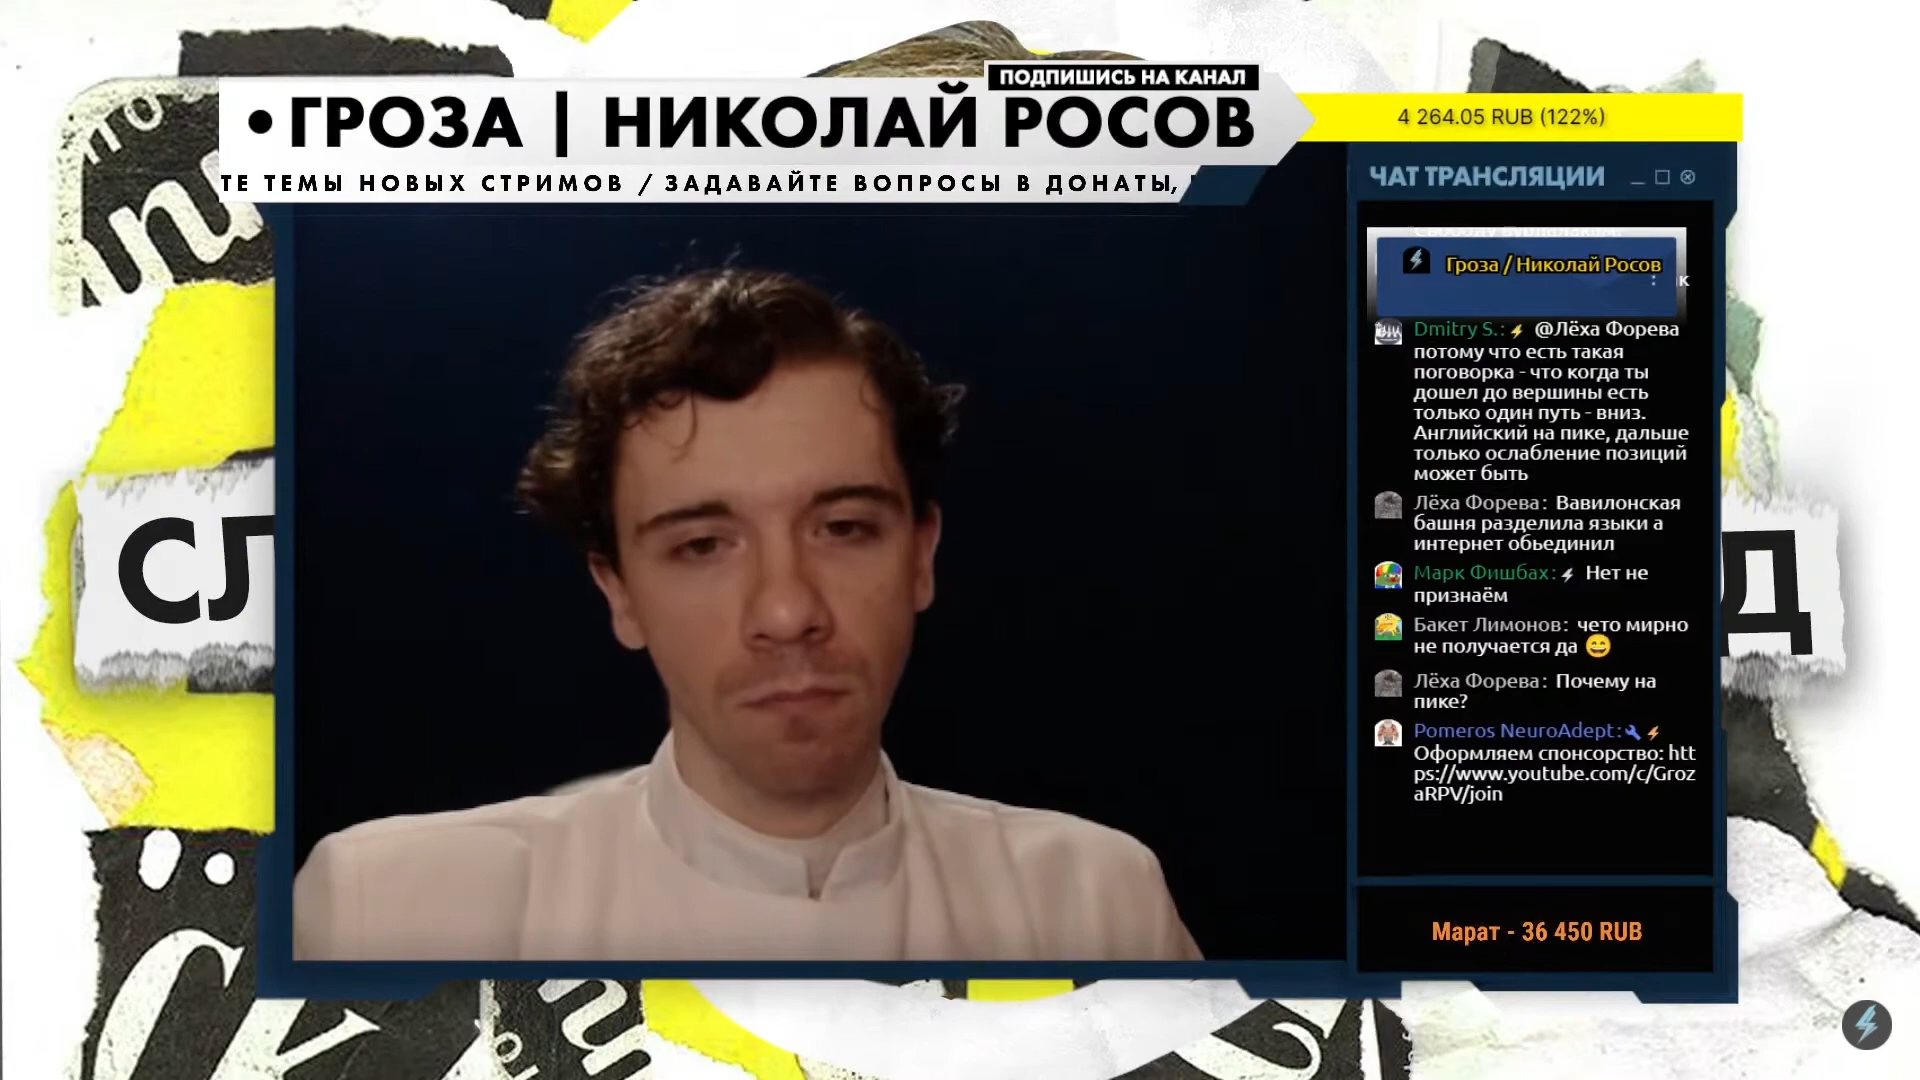 ПОДПИШИСЬ НА КАНАЛ
•ГРОЗА | НИКОЛАЙ РОСОВ
ТЕ ТЕМЫ НОВЫХ СТРИМОВ / ЗАДАВАЙТЕ ВОПРОСЫ В ДОНАТЫ,
4 264.05 RUB (122%)
ЧАТ ТРАНСЛЯЦИИ
Гроза / Николай Росов
ж
Dmitry S.: @Лёха Форева
потому что есть такая
поговорка - что когда ты
дошел до вершины есть
только один путь - вниз.
Английский на пике, дальше
только ослабление позиций
может быть
Лёха Форева: Вавилонская
башня разделила языки а
интернет обьединил
Марк Фишбах: Нет не
признаём
Бакет Лимонов: чето мирно
не получается да 😄
Лёха Форева: Почему на
пике?
Pomeros NeuroAdept:
Оформляем спонсорство: htt
ps://www.youtube.com/c/Groz
aRPV/join
Марат - 36 450 RUB
СЛ
Д